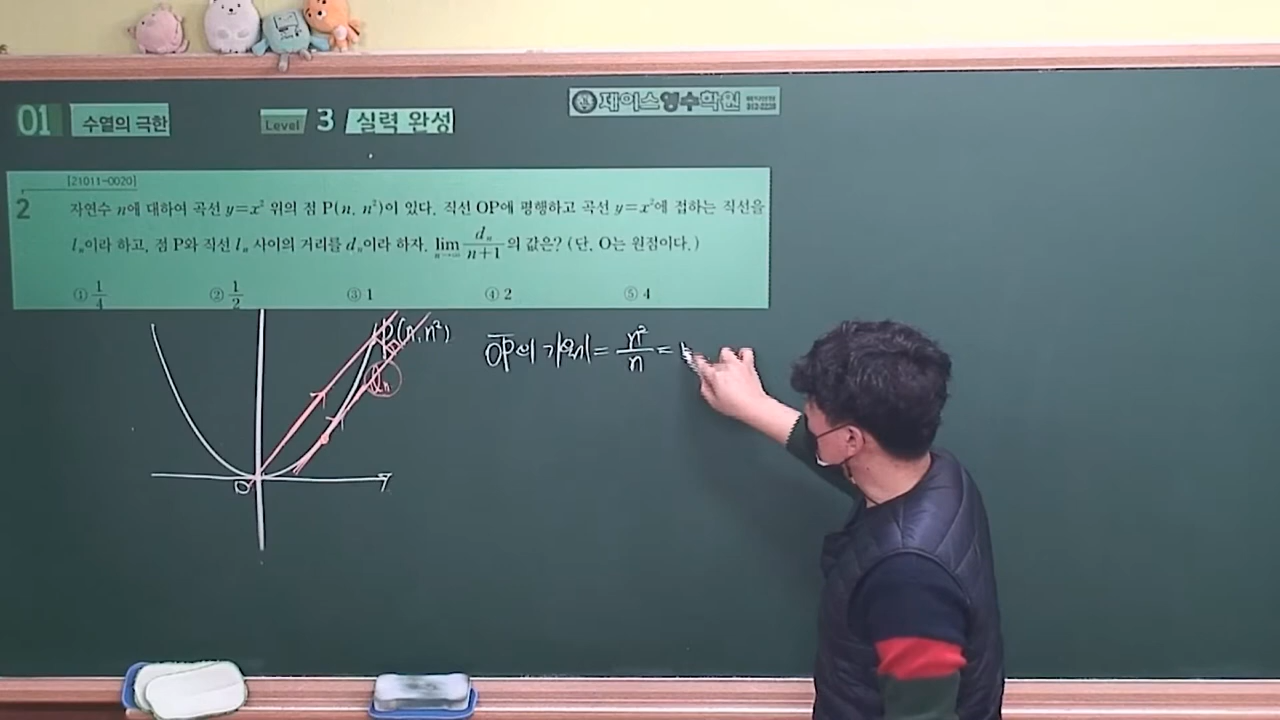 01 수열의 극한 Level 3 실력 완성
제이스영수학원
[21011-0020]
2 자연수 n에 대하여 곡선 y=x² 위의 점 P(n, n²)이 있다. 직선 OP에 평행하고 곡선 y=x²에 접하는 직선을
lₙ이라 하고, 점 P와 직선 lₙ 사이의 거리를 dₙ이라 하자. lim n→∞ dₙ/(n+1)의 값은? (단, O는 원점이다.)
① 1/4 ② 1/2 ③ 1 ④ 2 ⑤ 4
P(n, n²)
OP의 기울기 = n²/n =
lₙ
O